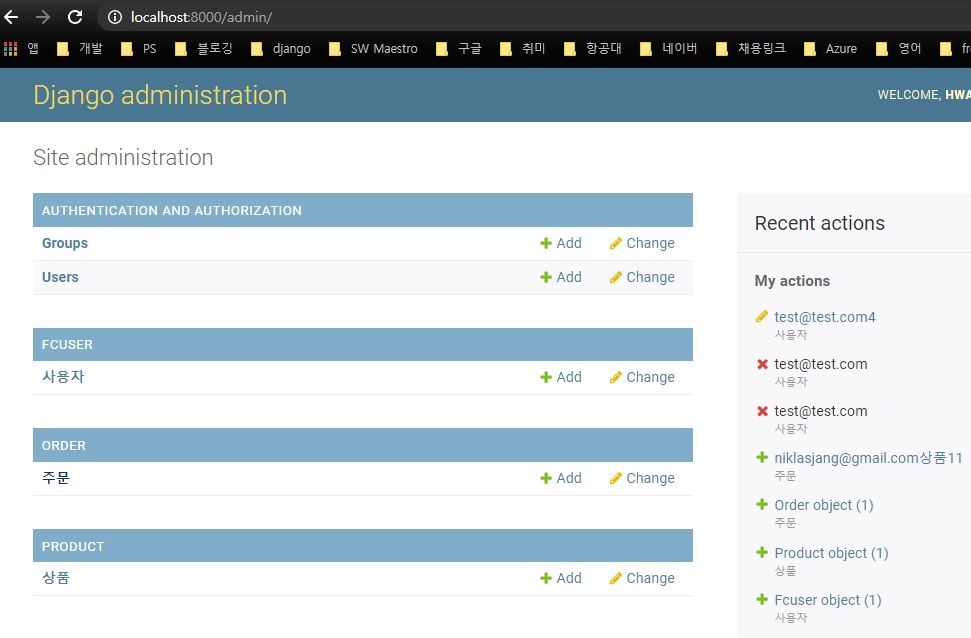 localhost:8000/admin/
앱 개발 PS 블로깅 django SW Maestro 구글 취미 항공대 네이버 채용링크 Azure 영어 fr
Django administration
WELCOME, HWA
Site administration
AUTHENTICATION AND AUTHORIZATION
Groups Add Change
Users Add Change
FCUSER
사용자 Add Change
ORDER
주문 Add Change
PRODUCT
상품 Add Change
Recent actions
My actions
test@test.com4
사용자
test@test.com
사용자
test@test.com
사용자
niklasjang@gmail.com상품11
주문
Order object (1)
주문
Product object (1)
상품
Fcuser object (1)
사용자